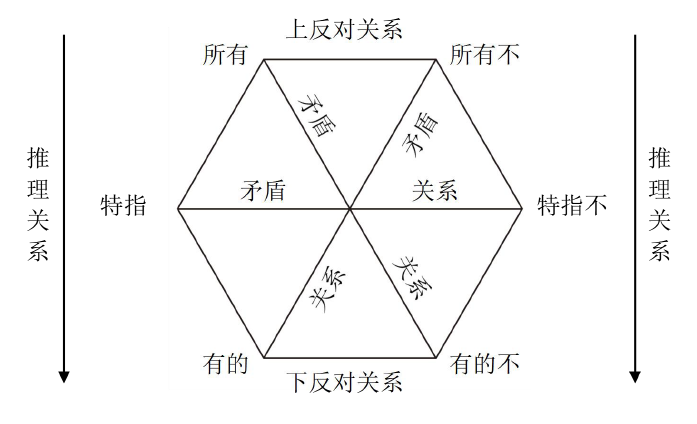 上反对关系
所有
所有不
矛盾
矛盾
推理关系
推理关系
特指
矛盾
关系
特指不
关系
关系
有的
有的不
下反对关系